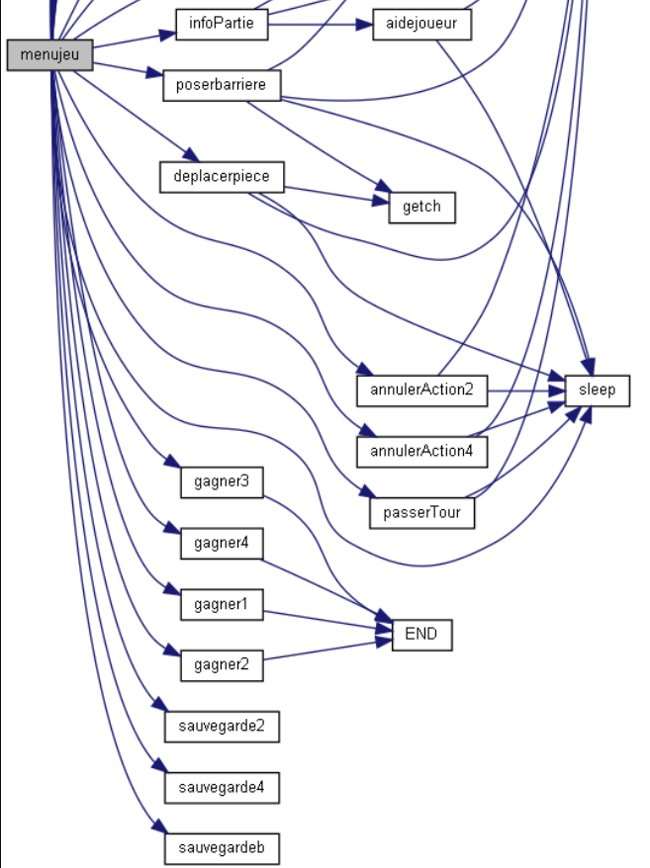 infoPartie
aidejoueur
menujeu
poserbarriere
deplacerpiece
getch
annulerAction2
sleep
annulerAction4
gagner3
passerTour
gagner4
gagner1
END
gagner2
sauvegarde2
sauvegarde4
sauvegardeb